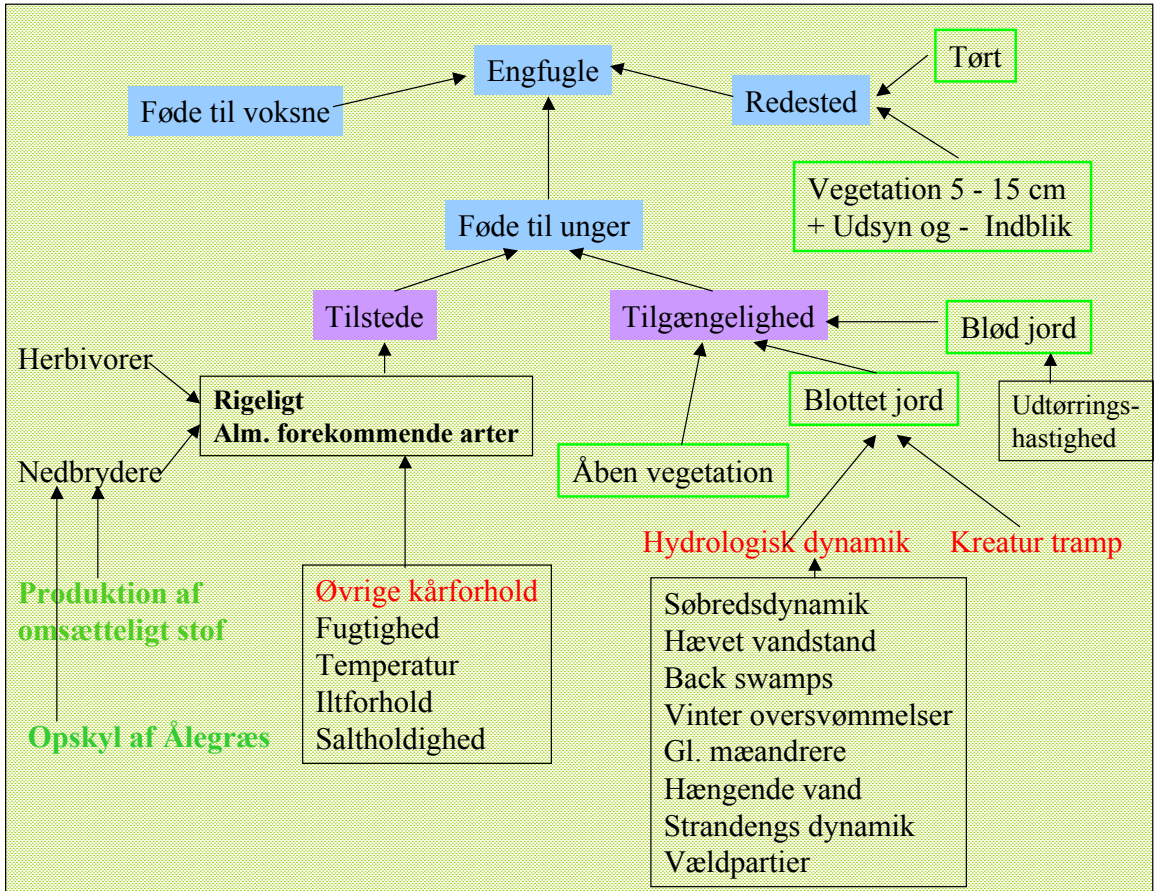 Engfugle
Tørt
Føde til voksne
Redested
Vegetation 5 - 15 cm
+ Udsyn og - Indblik
Føde til unger
Tilstede
Tilgængelighed
Blød jord
Herbivorer
Rigeligt
Alm. forekommende arter
Blottet jord
Udtørrings-
hastighed
Nedbrydere
Åben vegetation
Hydrologisk dynamik
Kreatur tramp
Produktion af
omsætteligt stof
Øvrige kårforhold
Fugtighed
Temperatur
Iltforhold
Saltholdighed
Søbredsdynamik
Hævet vandstand
Back swamps
Vinter oversvømmelser
Gl. mæandrere
Hængende vand
Strandengs dynamik
Vældpartier
Opskyl af Ålegræs